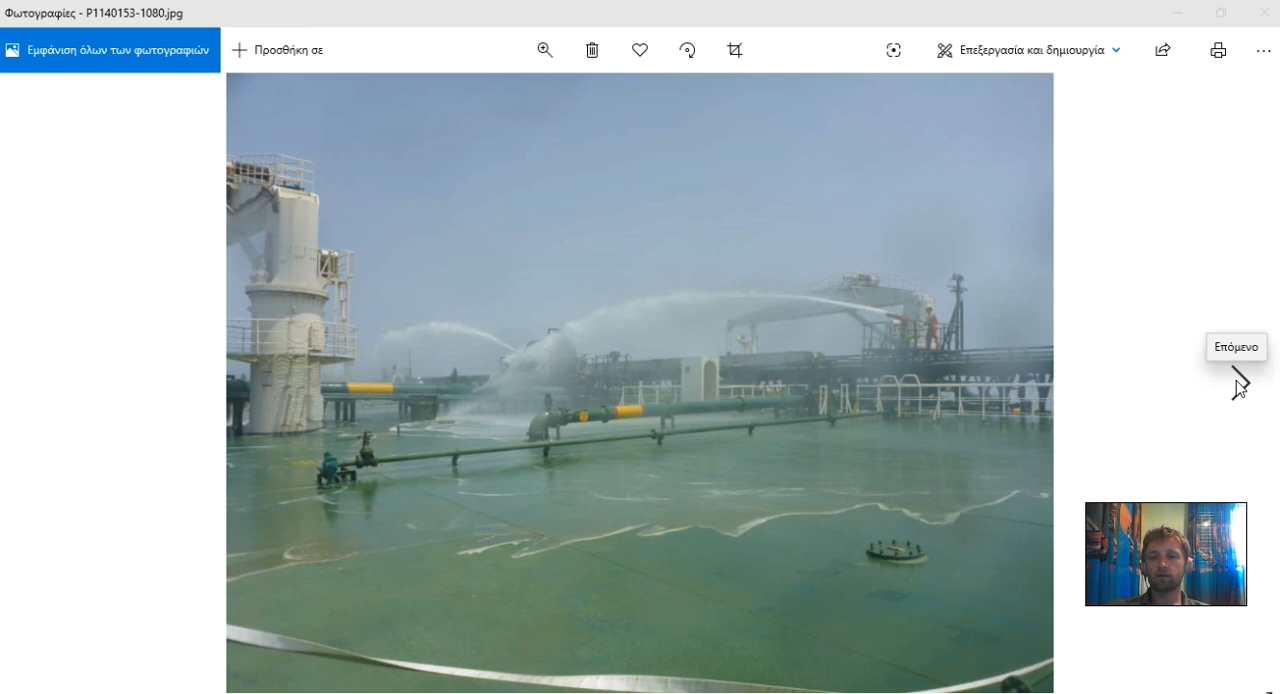 Φωτογραφίες - P1140153-1080.jpg
Εμφάνιση όλων των φωτογραφιών
Προσθήκη σε
Επεξεργασία και δημιουργία
Επόμενο